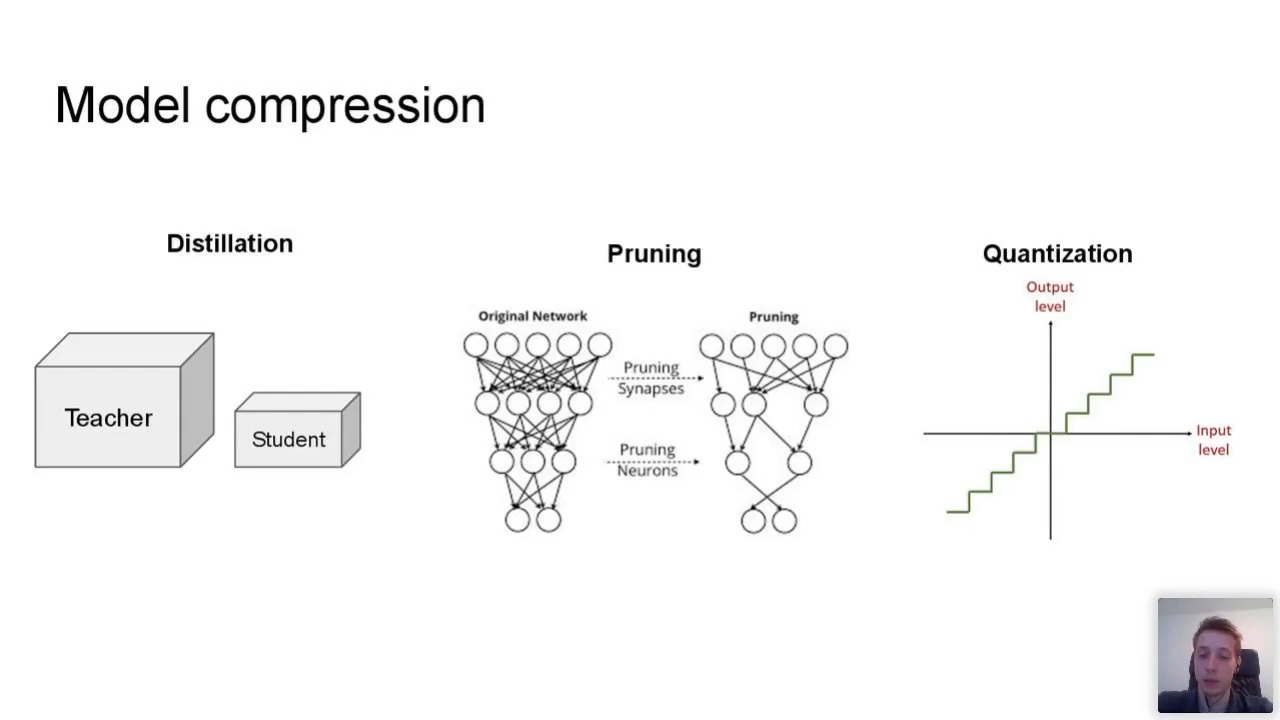 Model compression
Distillation
Teacher
Student
Pruning
Original Network
Pruning
Pruning
Synapses
Pruning
Neurons
Quantization
Output
level
Input
level